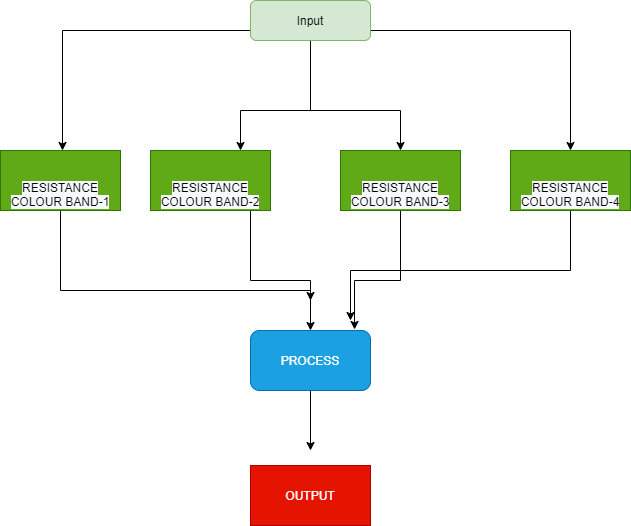 Input
RESISTANCE
COLOUR BAND-1
RESISTANCE
COLOUR BAND-2
RESISTANCE
COLOUR BAND-3
RESISTANCE
COLOUR BAND-4
PROCESS
OUTPUT